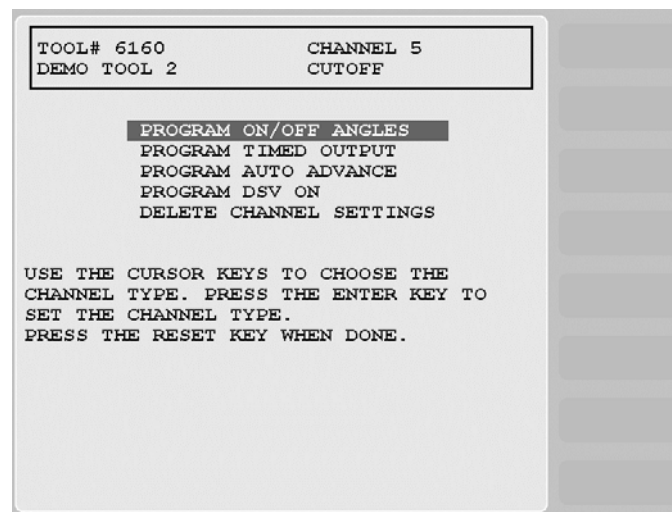 TOOL# 6160 CHANNEL 5
DEMO TOOL 2 CUTOFF
PROGRAM ON/OFF ANGLES
PROGRAM TIMED OUTPUT
PROGRAM AUTO ADVANCE
PROGRAM DSV ON
DELETE CHANNEL SETTINGS
USE THE CURSOR KEYS TO CHOOSE THE
CHANNEL TYPE. PRESS THE ENTER KEY TO
SET THE CHANNEL TYPE.
PRESS THE RESET KEY WHEN DONE.